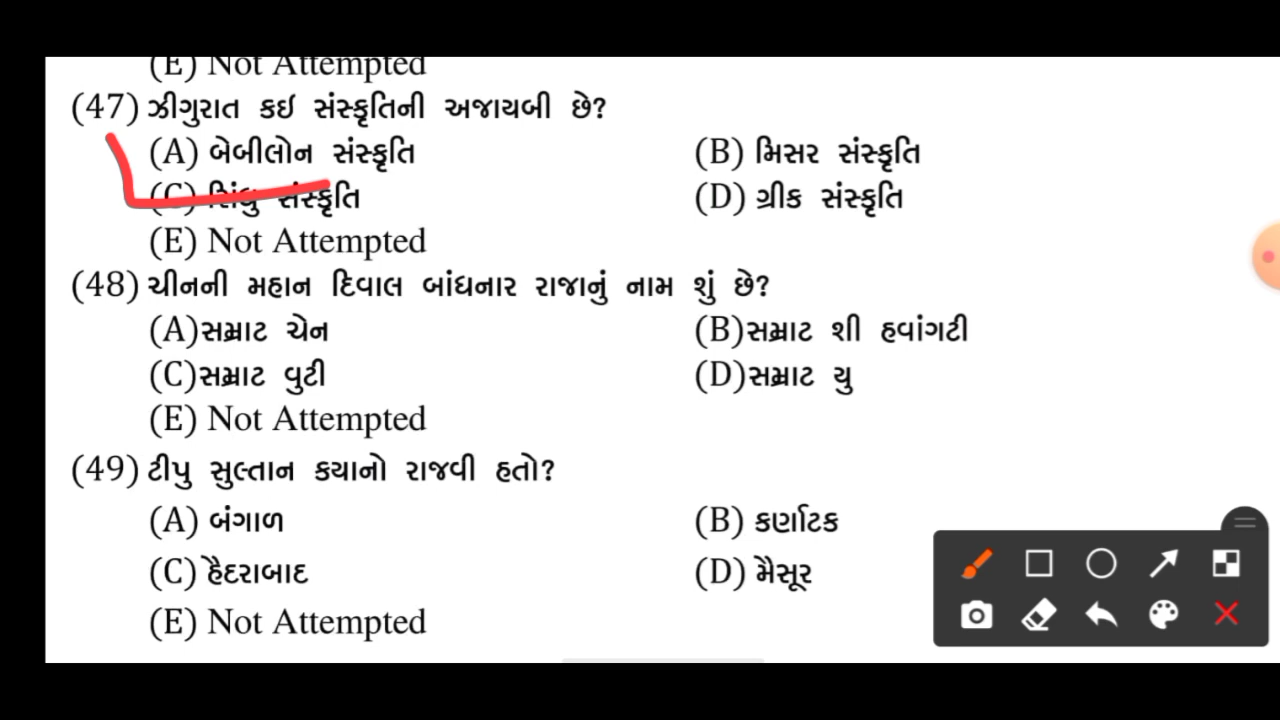 (E) Not Attempted
(47) ઝીગુરાત કઇ સંસ્કૃતિની અજાયબી છે?
(A) બેબીલોન સંસ્કૃતિ (B) મિસર સંસ્કૃતિ
(C) સિંધુ સંસ્કૃતિ (D) ગ્રીક સંસ્કૃતિ
(E) Not Attempted
(48) ચીનની મહાન દિવાલ બાંધનાર રાજાનું નામ શું છે?
(A)સમ્રાટ ચેન (B)સમ્રાટ શી હવાંગટી
(C)સમ્રાટ વુટી (D)સમ્રાટ યુ
(E) Not Attempted
(49) ટીપુ સુલ્તાન કયાનો રાજવી હતો?
(A) બંગાળ (B) કર્ણાટક
(C) હૈદરાબાદ (D) મૈસૂર
(E) Not Attempted